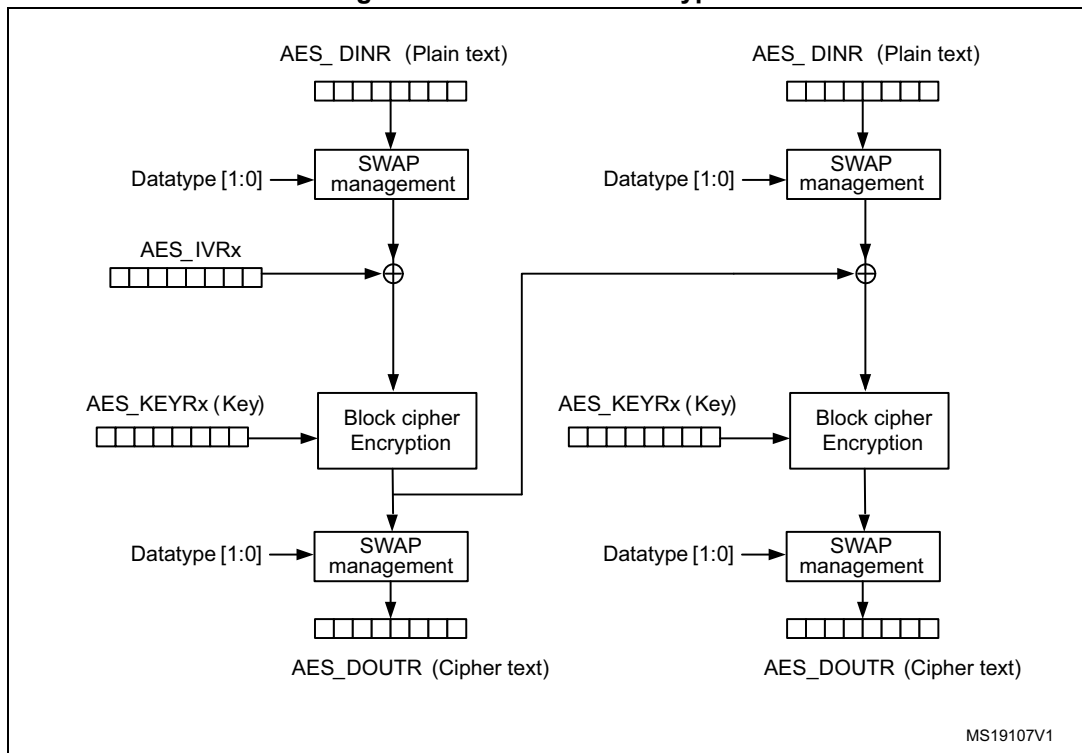 AES_ DINR (Plain text)
AES_ DINR (Plain text)
SWAP
management
Datatype [1:0]
SWAP
management
Datatype [1:0]
AES_IVRx
AES_KEYRx (Key)
Block cipher
Encryption
AES_KEYRx (Key)
Block cipher
Encryption
SWAP
management
Datatype [1:0]
SWAP
management
Datatype [1:0]
AES_DOUTR (Cipher text)
AES_DOUTR (Cipher text)
MS19107V1